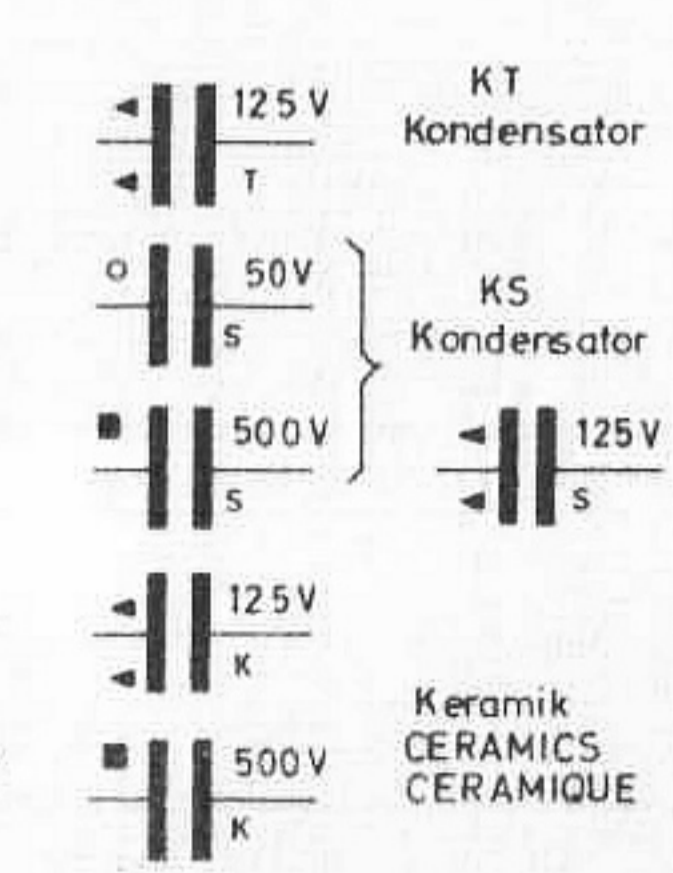 125V
T
KT
Kondensator
50V
S
500V
S
KS
Kondensator
125V
S
125V
K
500V
K
Keramik
CERAMICS
CERAMIQUE